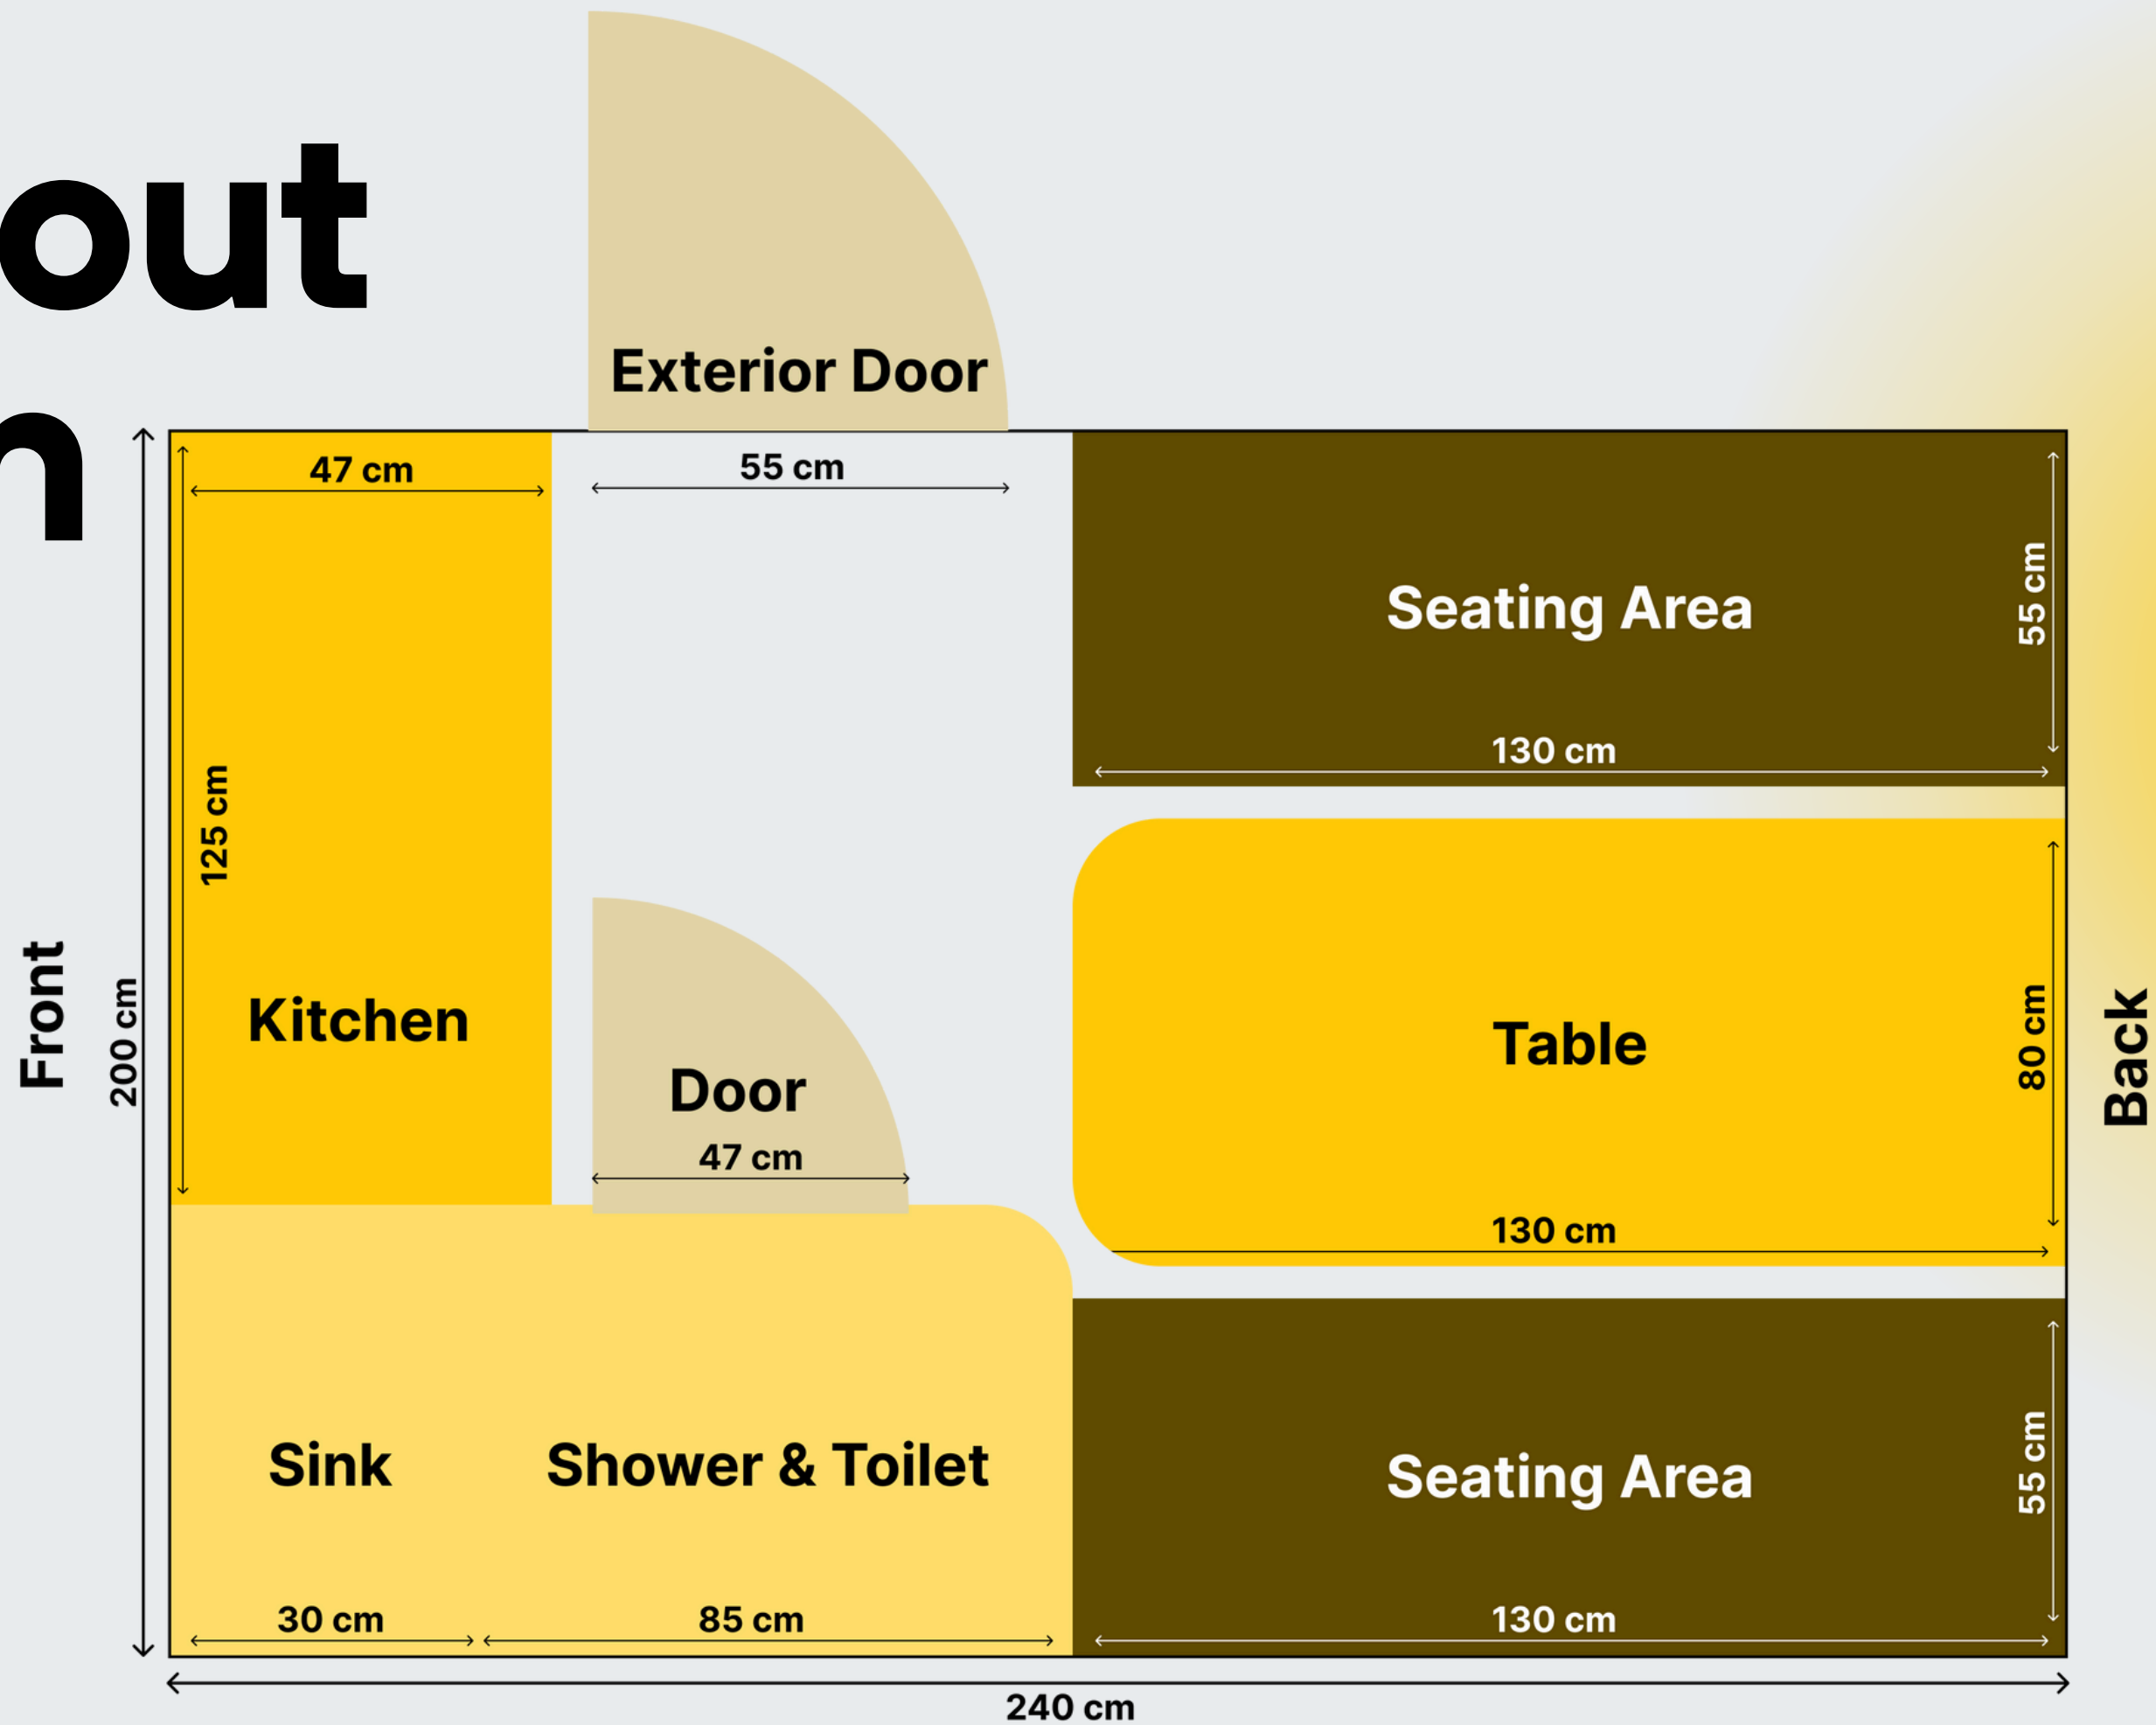 out
n
Exterior Door
47 cm
55 cm
Seating Area
55 cm
130 cm
125 cm
Kitchen
Front
200 cm
Door
47 cm
Table
80 cm
130 cm
Back
Sink
Shower & Toilet
30 cm
85 cm
Seating Area
55 cm
130 cm
240 cm